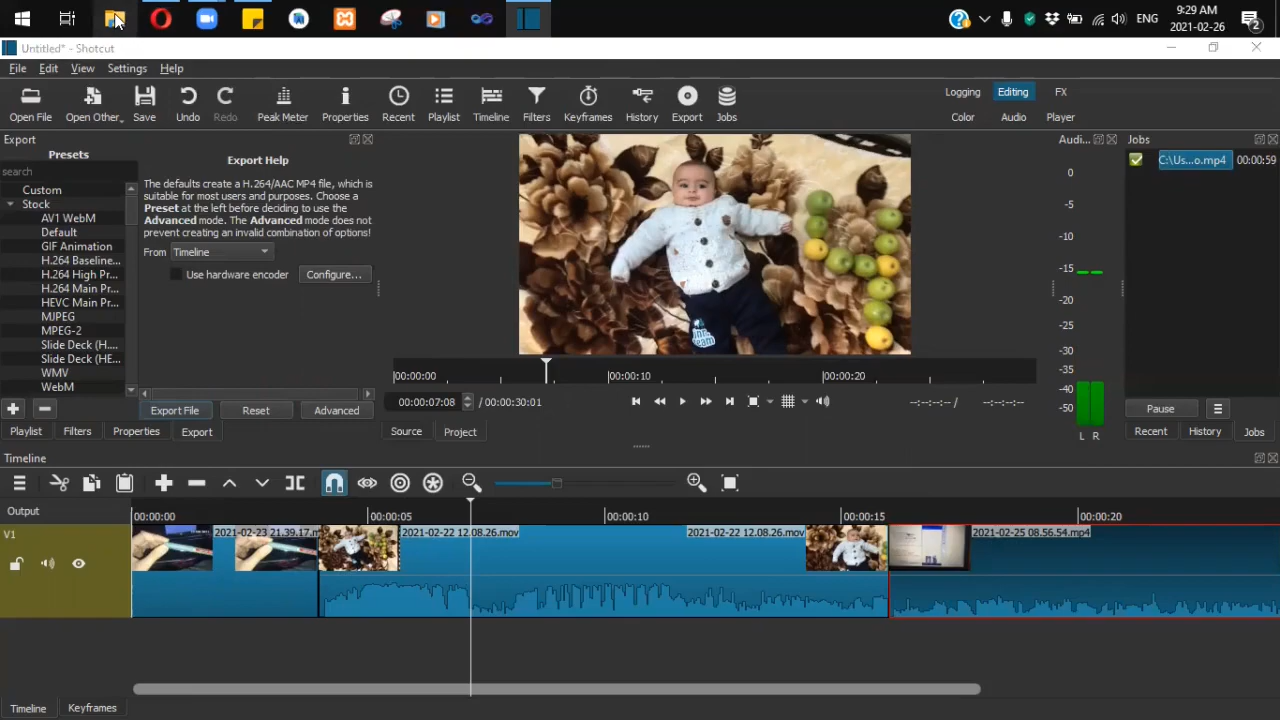 9:29 AM
ENG
2021-02-26
2
Untitled* - Shotcut
File Edit View Settings Help
Open File Open Other... Save Undo Redo Peak Meter Properties Recent Playlist Timeline Filters Keyframes History Export Jobs
Logging Editing FX
Color Audio Player
Export
Presets
search
Custom
Stock
AV1 WebM
Default
GIF Animation
H.264 Baseline...
H.264 High Pr...
H.264 Main Pr...
HEVC Main Pr...
MJPEG
MPEG-2
Slide Deck (H....
Slide Deck (HE...
WMV
WebM
Export Help
The defaults create a H.264/AAC MP4 file, which is
suitable for most users and purposes. Choose a
Preset at the left before deciding to use the
Advanced mode. The Advanced mode does not
prevent creating an invalid combination of options!
From Timeline
Use hardware encoder Configure...
Export File Reset Advanced
Playlist Filters Properties Export
00:00:00 00:00:10 00:00:20
00:00:07:08 / 00:00:30:01 --:--:--:-- / --:--:--:--
Source Project
Audi...
0
-5
-10
-15
-20
-25
-30
-35
-40
-50
L R
Jobs
C:\Us...o.mp4 00:00:59
Pause
Recent History Jobs
Timeline
Output
00:00:00 00:00:05 00:00:10 00:00:15 00:00:20
V1
2021-02-23 21.39.17.m
2021-02-22 12.08.26.mov
2021-02-22 12.08.26.mov
2021-02-25 08.56.54.mp4
Timeline Keyframes